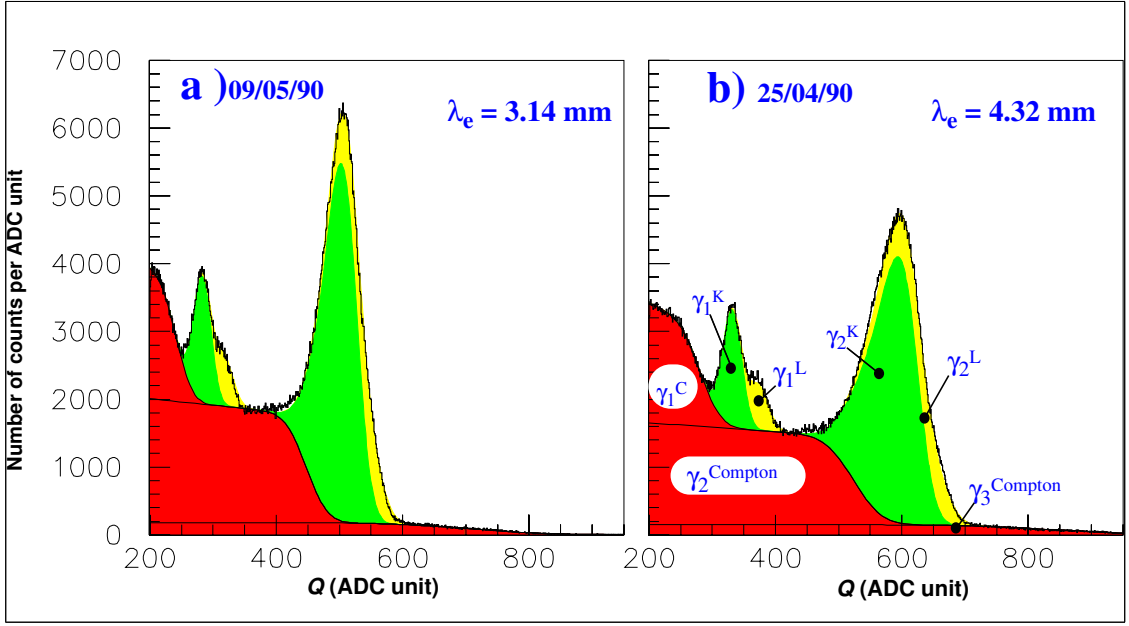 a )09/05/90
λe = 3.14 mm
7000
6000
5000
4000
3000
2000
1000
0
Number of counts per ADC unit
200
400
600
800
Q (ADC unit)
b) 25/04/90
λe = 4.32 mm
γ1K
γ1L
γ2K
γ2L
γ1C
γ2Compton
γ3Compton
200
400
600
800
Q (ADC unit)